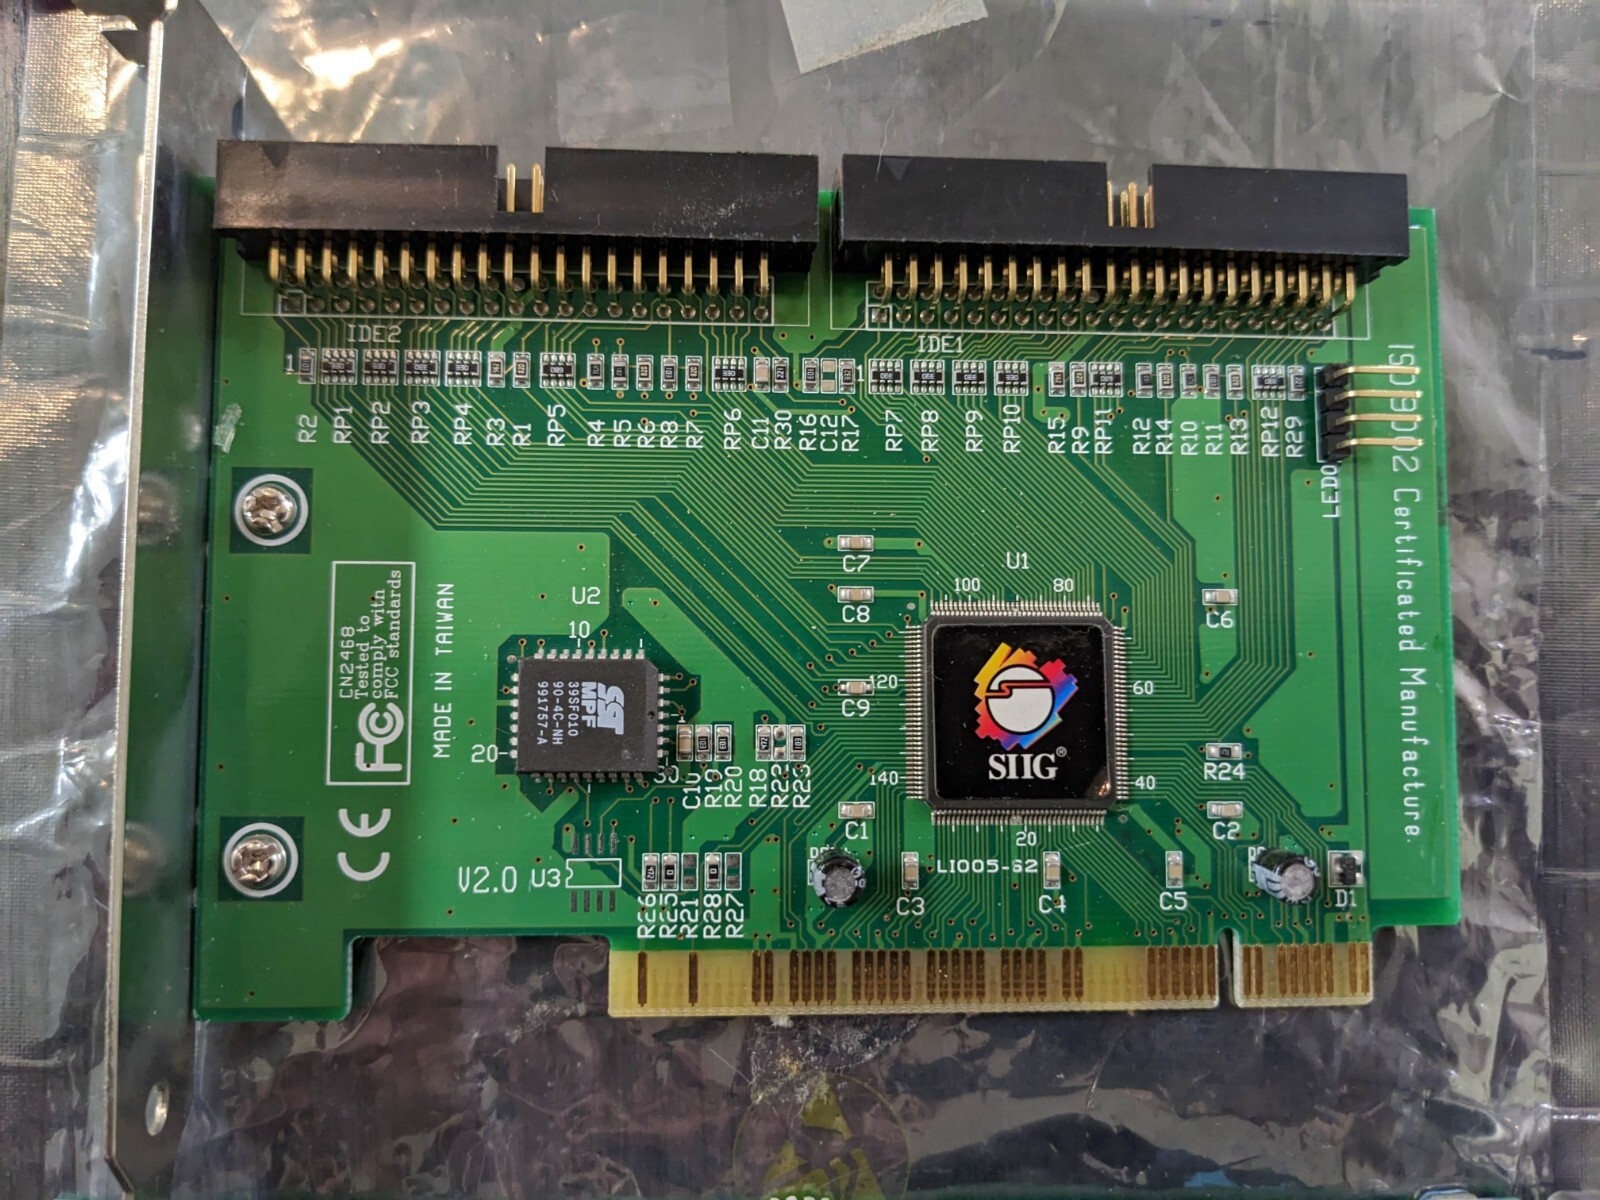 IDE2
IDE1
1
1
R2
RP1
RP2
RP3
RP4
R3
R1
RP5
R4
R5
R6
R8
R7
RP6
C11
R30
R16
C12
R17
RP7
RP8
RP9
RP10
R15
R9
RP11
R12
R14
R10
R11
R13
RP12
R29
LED0
ISO9002 Certificated Manufacture.
CN2468
Tested to
comply with
FCC standards
FC
CE
MADE IN TAIWAN
U2
10
20
30
SST
MPF
39SF010
90-4C-NH
991757-A
C10
R19
R20
R18
R22
R23
C7
C8
C9
U1
100
80
120
60
140
40
20
SIIG®
C6
R24
C1
C2
LI005-S2
C3
C4
C5
D1
V2.0
U3
R26
R25
R21
R28
R27